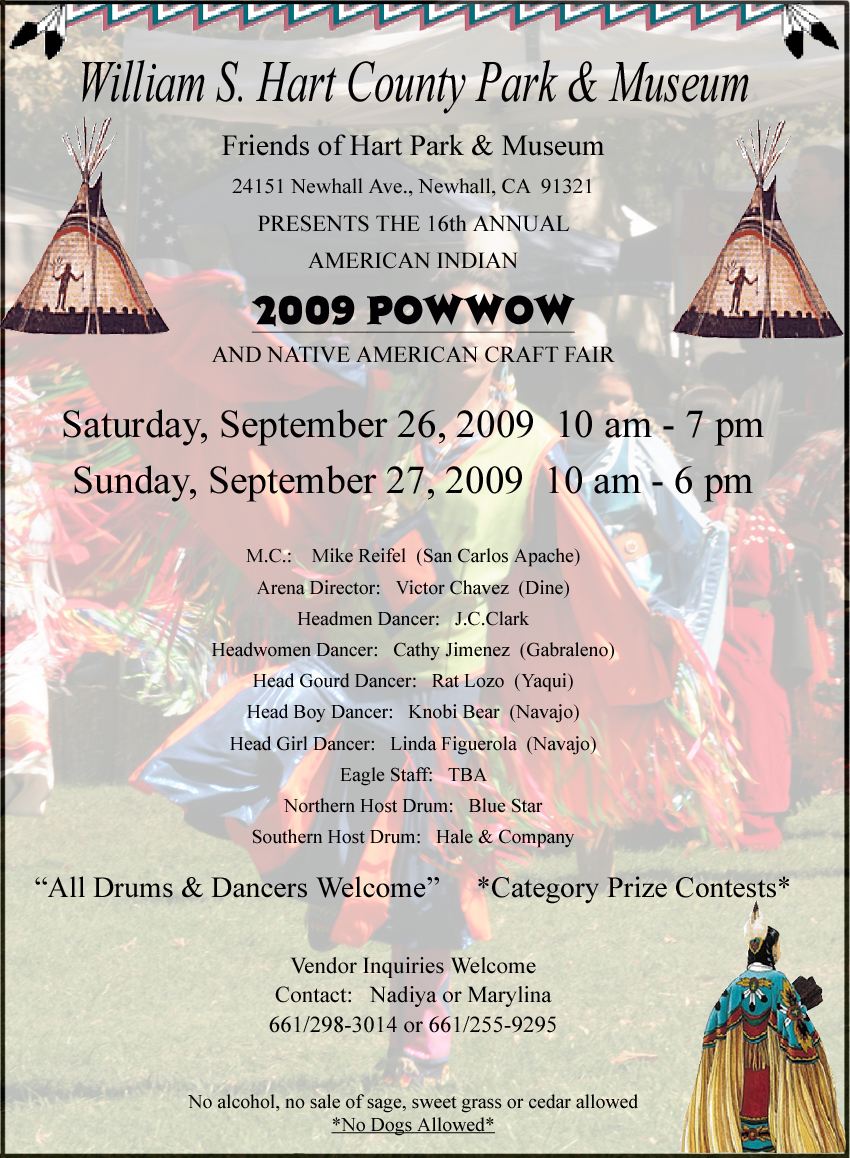 William S. Hart County Park & Museum
Friends of Hart Park & Museum
24151 Newhall Ave., Newhall, CA 91321
PRESENTS THE 16th ANNUAL
AMERICAN INDIAN
2009 POWWOW
AND NATIVE AMERICAN CRAFT FAIR
Saturday, September 26, 2009 10 am - 7 pm
Sunday, September 27, 2009 10 am - 6 pm
M.C.: Mike Reifel (San Carlos Apache)
Arena Director: Victor Chavez (Dine)
Headmen Dancer: J.C.Clark
Headwomen Dancer: Cathy Jimenez (Gabraleno)
Head Gourd Dancer: Rat Lozo (Yaqui)
Head Boy Dancer: Knobi Bear (Navajo)
Head Girl Dancer: Linda Figuerola (Navajo)
Eagle Staff: TBA
Northern Host Drum: Blue Star
Southern Host Drum: Hale & Company
“All Drums & Dancers Welcome” *Category Prize Contests*
Vendor Inquiries Welcome
Contact: Nadiya or Marylina
661/298-3014 or 661/255-9295
No alcohol, no sale of sage, sweet grass or cedar allowed
*No Dogs Allowed*